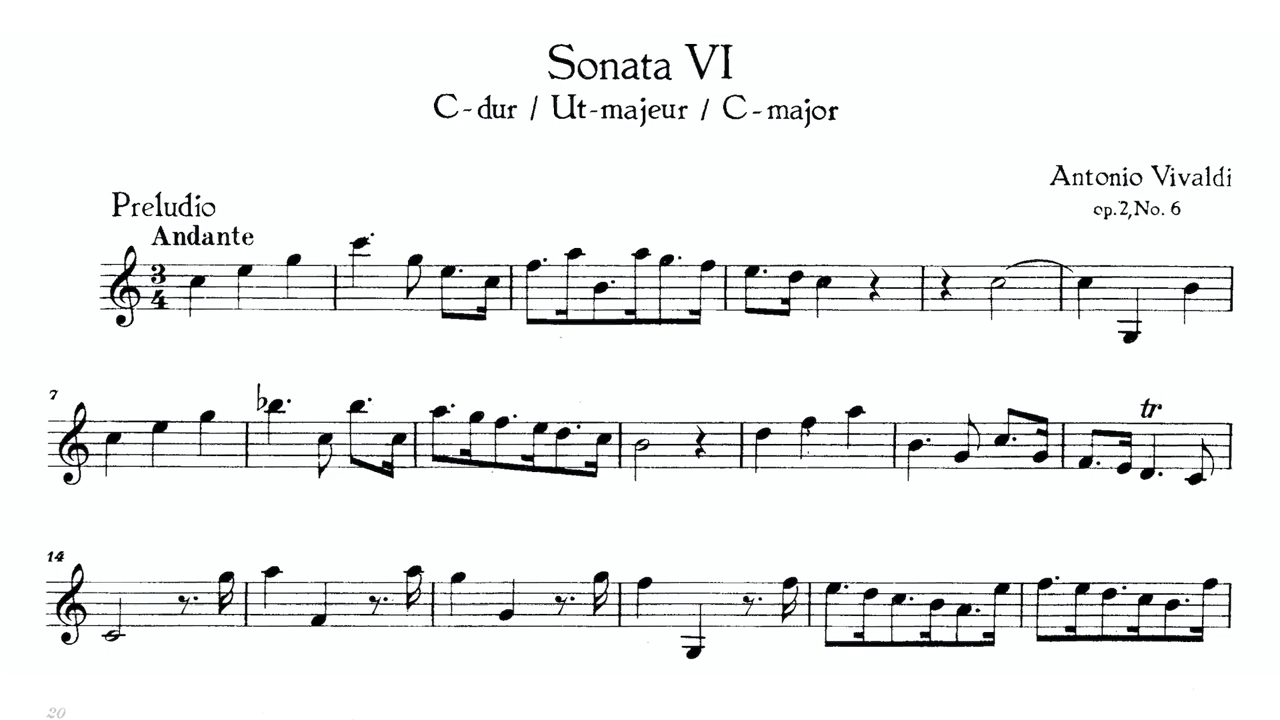 Sonata VI
C-dur / Ut-majeur / C-major
Antonio Vivaldi
op.2, No. 6
Preludio
Andante
3
4
7
tr
14
20